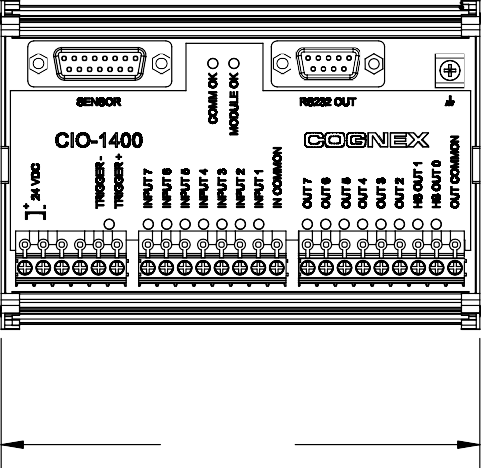 SENSOR
COMM OK
MODULE OK
RS232 OUT
CIO-1400
COGNEX
+
-
24 VDC
TRIGGER -
TRIGGER +
INPUT 7
INPUT 6
INPUT 5
INPUT 4
INPUT 3
INPUT 2
INPUT 1
IN COMMON
OUT 7
OUT 6
OUT 5
OUT 4
OUT 3
OUT 2
HS OUT 1
HS OUT 0
OUT COMMON